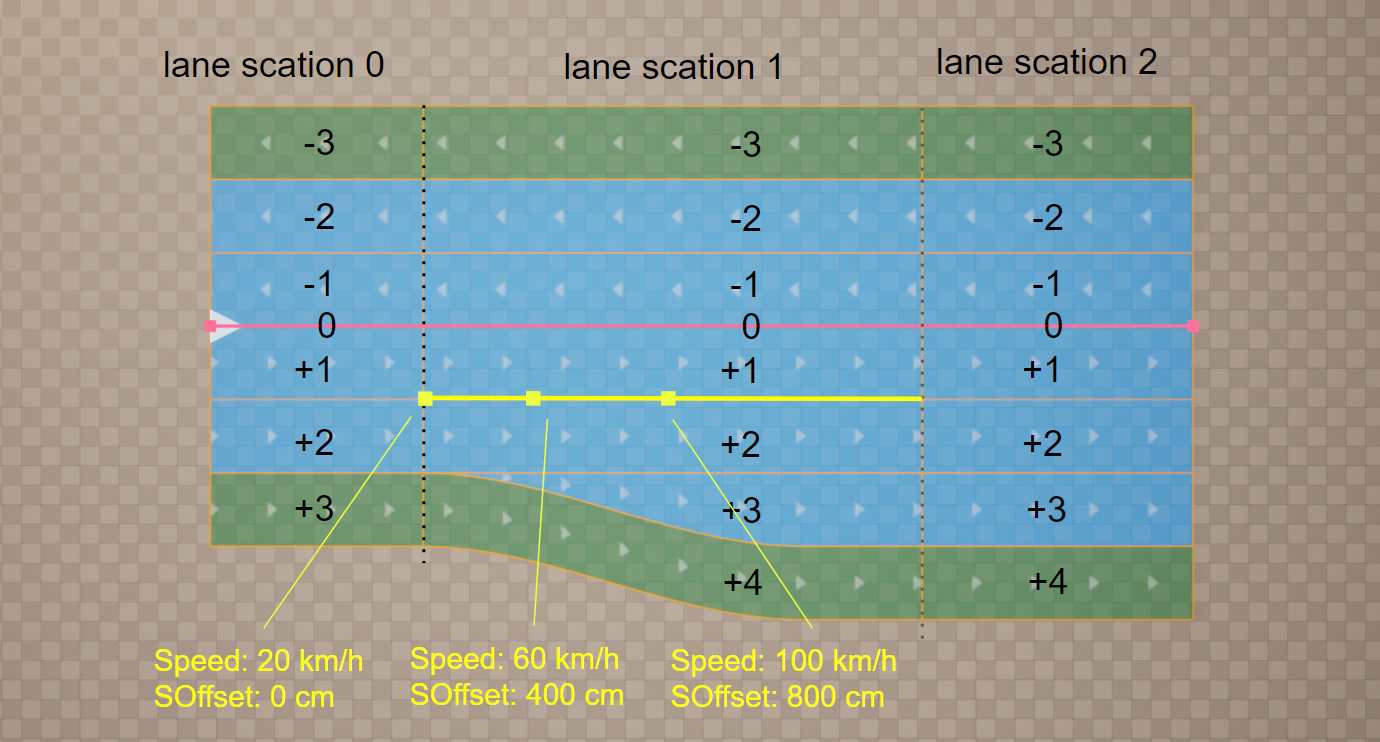 lane scation 0
lane scation 1
lane scation 2
-3
-3
-3
-2
-2
-2
-1
-1
-1
0
0
0
+1
+1
+1
+2
+2
+2
+3
+3
+3
+4
+4
Speed: 20 km/h
SOffset: 0 cm
Speed: 60 km/h
SOffset: 400 cm
Speed: 100 km/h
SOffset: 800 cm